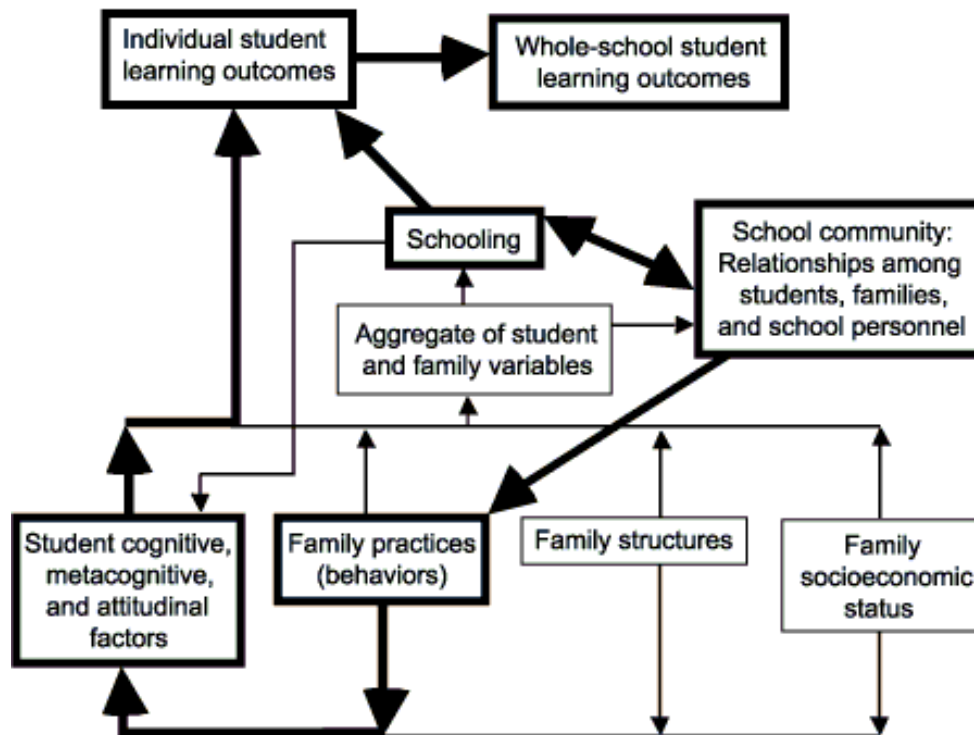 Individual student
learning outcomes
Whole-school student
learning outcomes
Schooling
School community:
Relationships among
students, families,
and school personnel
Aggregate of student
and family variables
Student cognitive,
metacognitive,
and attitudinal
factors
Family practices
(behaviors)
Family structures
Family
socioeconomic
status